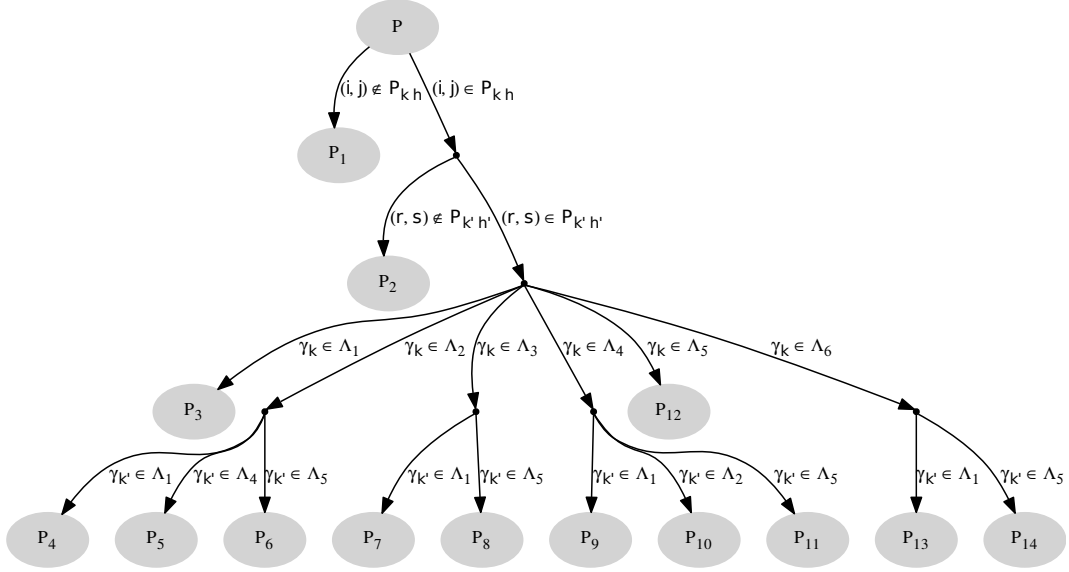 P
(i, j) ∉ P_{k h} (i, j) ∈ P_{k h}
P_1
(r, s) ∉ P_{k' h'} (r, s) ∈ P_{k' h'}
P_2
γ_k ∈ Λ_1 γ_k ∈ Λ_2 γ_k ∈ Λ_3 γ_k ∈ Λ_4 γ_k ∈ Λ_5 γ_k ∈ Λ_6
P_3 P_12
γ_{k'} ∈ Λ_1 γ_{k'} ∈ Λ_4 γ_{k'} ∈ Λ_5 γ_{k'} ∈ Λ_1 γ_{k'} ∈ Λ_5 γ_{k'} ∈ Λ_1 γ_{k'} ∈ Λ_2 γ_{k'} ∈ Λ_5 γ_{k'} ∈ Λ_1 γ_{k'} ∈ Λ_5
P_4 P_5 P_6 P_7 P_8 P_9 P_10 P_11 P_13 P_14